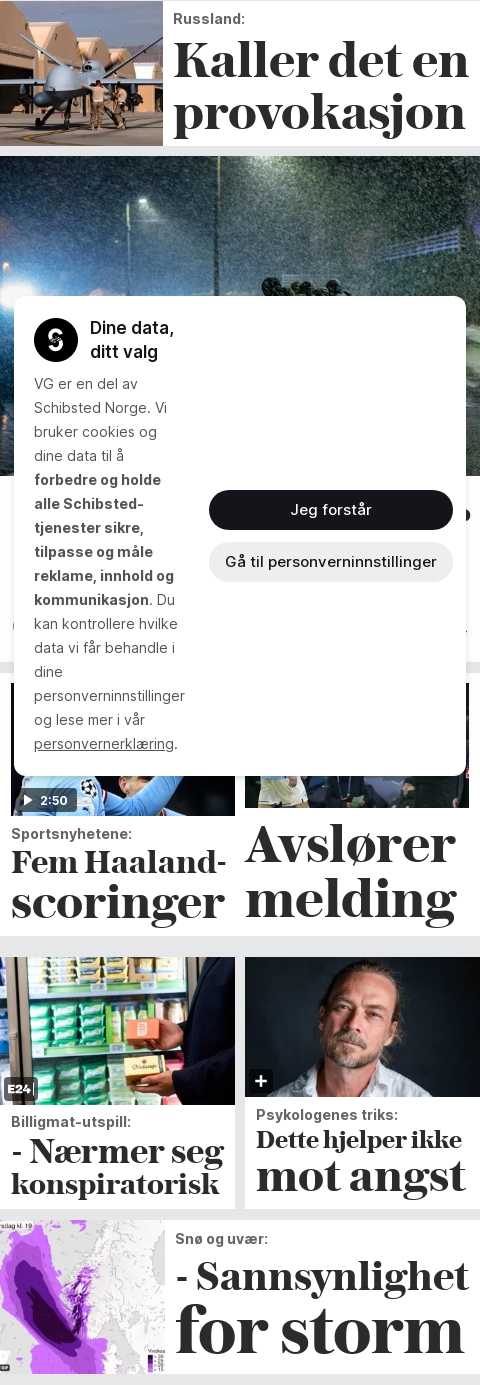 Russland:
Kaller det en
provokasjon
Dine data,
ditt valg
VG er en del av
Schibsted Norge. Vi
bruker cookies og
dine data til å
forbedre og holde
alle Schibsted-
tjenester sikre,
tilpasse og måle
reklame, innhold og
kommunikasjon. Du
kan kontrollere hvilke
data vi får behandle i
dine
personverninnstillinger
og lese mer i vår
personvernerklæring.
Jeg forstår
Gå til personverninnstillinger
2:50
Sportsnyhetene:
Fem Haaland-
scoringer
Avslører
melding
E24
Billigmat-utspill:
- Nærmer seg
konspiratorisk
+
Psykologenes triks:
Dette hjelper ikke
mot angst
rsdag kl. 19
Snø og uvær:
- Sannsynlighet
for storm